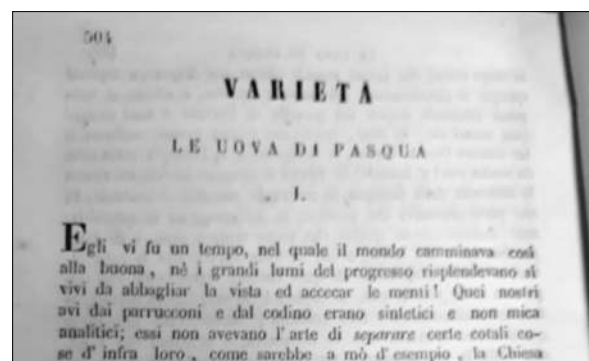 504
VARIETÀ
LE UOVA DI PASQUA
I.
Egli vi fu un tempo, nel quale il mondo camminava così
alla buona, nè i grandi lumi del progresso risplendevano sì
vivi da abbagliar la vista ed accecar le menti! Quei nostri
avi dai parrucconi e dal codino erano sintetici e non mica
analitici; essi non avevano l'arte di separare certe cotali co-
se d'infra loro, come sarebbe a mò d'esempio, la Chiesa